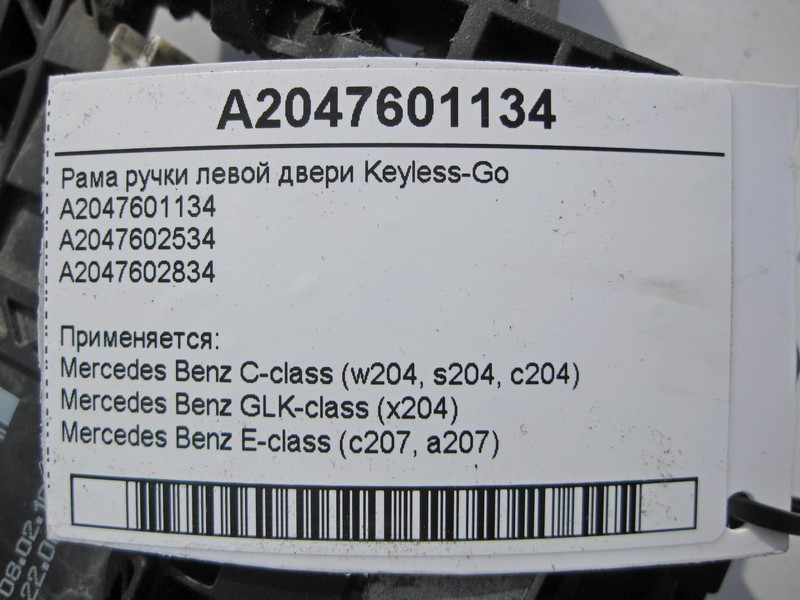 A2047601134
Рама ручки левой двери Keyless-Go
A2047601134
A2047602534
A2047602834
Применяется:
Mercedes Benz C-class (w204, s204, c204)
Mercedes Benz GLK-class (x204)
Mercedes Benz E-class (c207, a207)